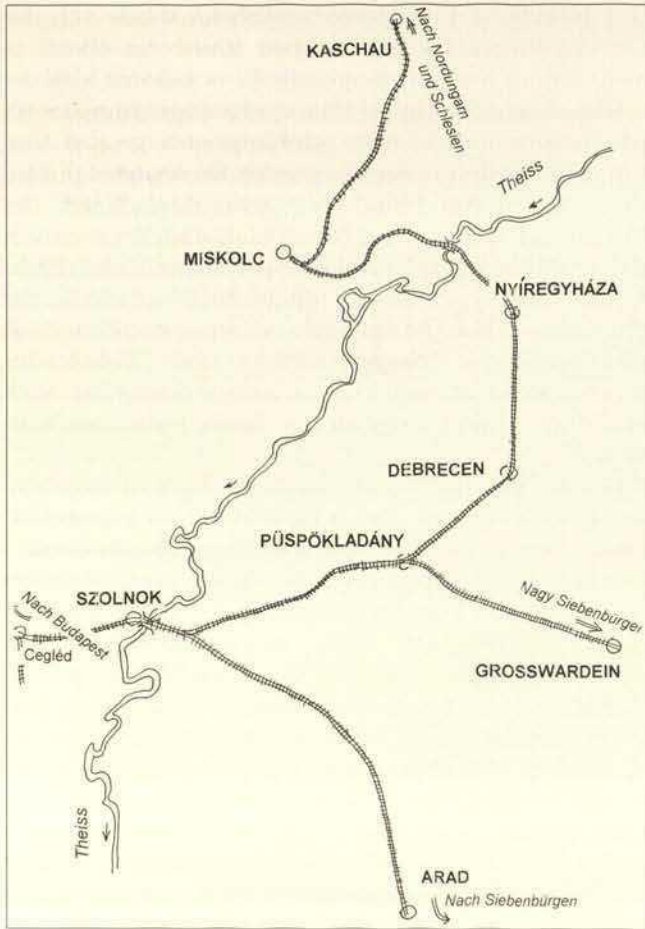 KASCHAU
Nach Nordungarn
und Schlesien
Theiss
MISKOLC
NYÍREGYHÁZA
DEBRECEN
PÜSPÖKLADÁNY
SZOLNOK
Nach Budapest
Cegléd
Nagy Siebenbürger
GROSSWARDEIN
Theiss
ARAD
Nach Siebenbürgen